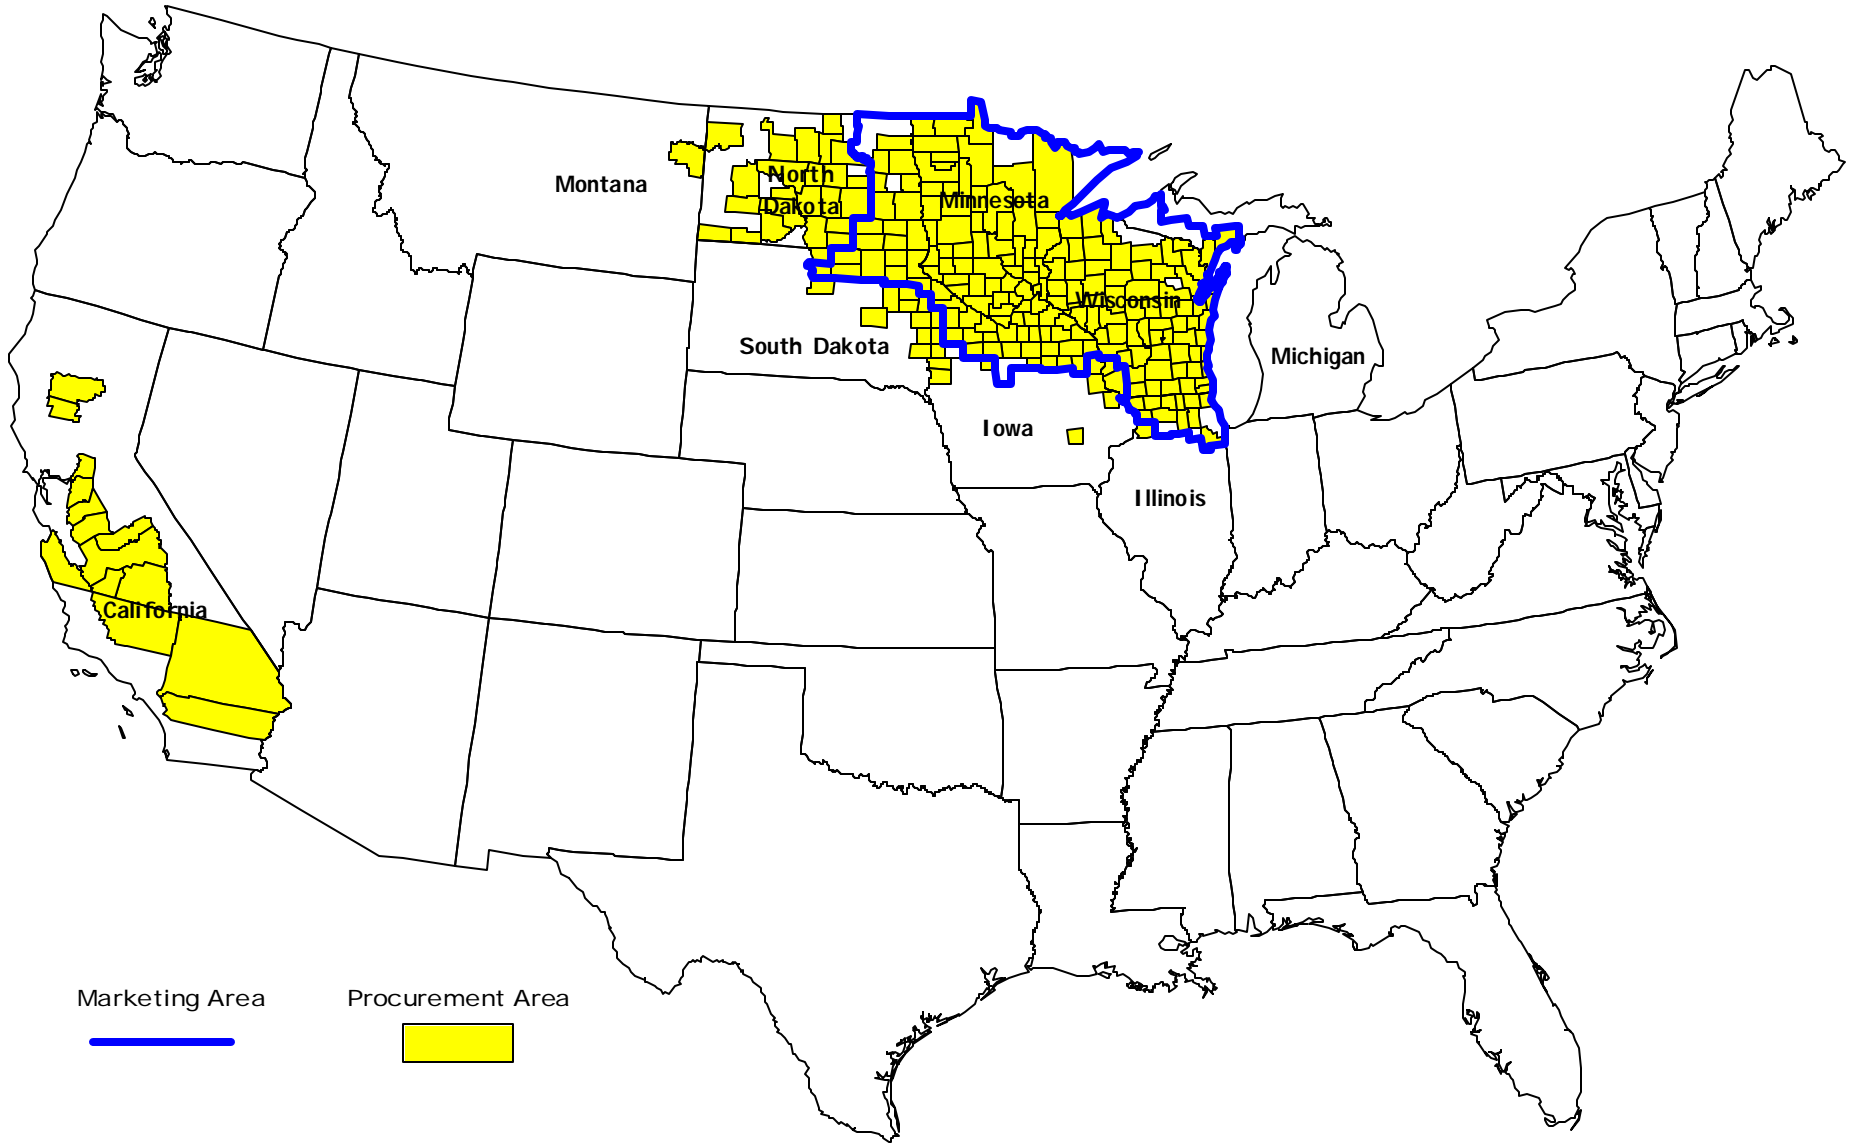 Montana
North
Dakota
Minnesota
Wisconsin
South Dakota
Michigan
Iowa
Illinois
California
Marketing Area
Procurement Area